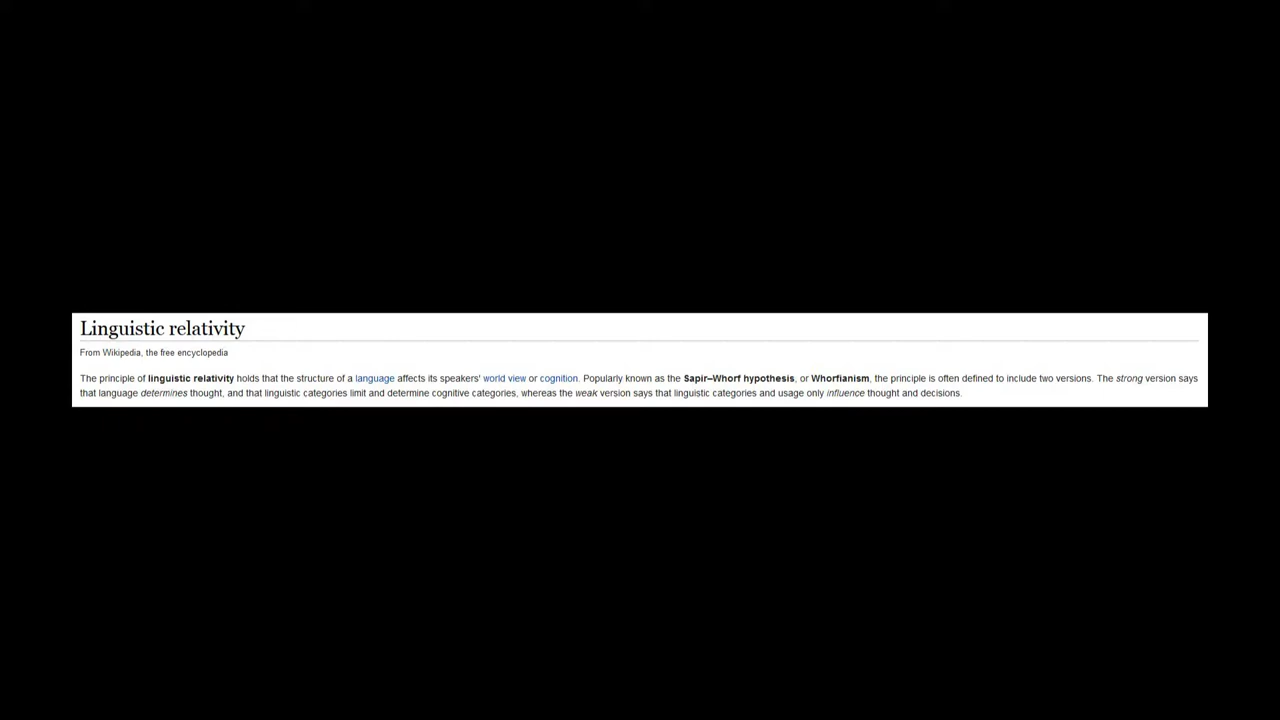 Linguistic relativity
From Wikipedia, the free encyclopedia
The principle of linguistic relativity holds that the structure of a language affects its speakers' world view or cognition. Popularly known as the Sapir–Whorf hypothesis, or Whorfianism, the principle is often defined to include two versions. The strong version says
that language determines thought, and that linguistic categories limit and determine cognitive categories, whereas the weak version says that linguistic categories and usage only influence thought and decisions.